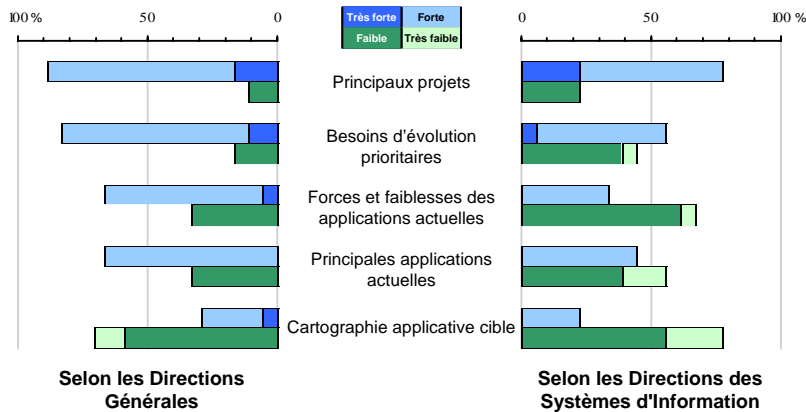 100 % 50 0
Très forte Forte
Faible Très faible
0 50 100 %
Principaux projets
Besoins d'évolution
prioritaires
Forces et faiblesses des
applications actuelles
Principales applications
actuelles
Cartographie applicative cible
Selon les Directions
Générales
Selon les Directions des
Systèmes d'Information